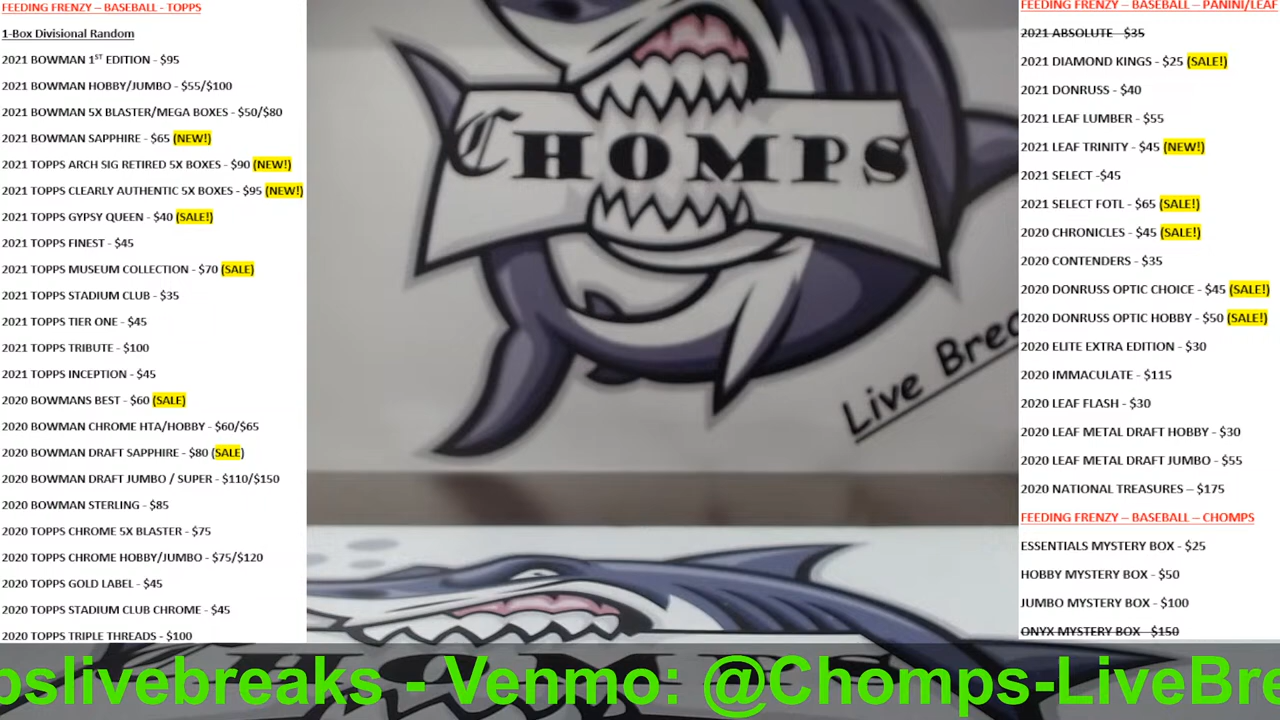 FEEDING FRENZY – BASEBALL - TOPPS
1-Box Divisional Random
2021 BOWMAN 1ST EDITION - $95
2021 BOWMAN HOBBY/JUMBO - $55/$100
2021 BOWMAN 5X BLASTER/MEGA BOXES - $50/$80
2021 BOWMAN SAPPHIRE - $65 (NEW!)
2021 TOPPS ARCH SIG RETIRED 5X BOXES - $90 (NEW!)
2021 TOPPS CLEARLY AUTHENTIC 5X BOXES - $95 (NEW!)
2021 TOPPS GYPSY QUEEN - $40 (SALE!)
2021 TOPPS FINEST - $45
2021 TOPPS MUSEUM COLLECTION - $70 (SALE)
2021 TOPPS STADIUM CLUB - $35
2021 TOPPS TIER ONE - $45
2021 TOPPS TRIBUTE - $100
2021 TOPPS INCEPTION - $45
2020 BOWMANS BEST - $60 (SALE)
2020 BOWMAN CHROME HTA/HOBBY - $60/$65
2020 BOWMAN DRAFT SAPPHIRE - $80 (SALE)
2020 BOWMAN DRAFT JUMBO / SUPER - $110/$150
2020 BOWMAN STERLING - $85
2020 TOPPS CHROME 5X BLASTER - $75
2020 TOPPS CHROME HOBBY/JUMBO - $75/$120
2020 TOPPS GOLD LABEL - $45
2020 TOPPS STADIUM CLUB CHROME - $45
2020 TOPPS TRIPLE THREADS - $100
CHOMPS
Live Brea
FEEDING FRENZY – BASEBALL – PANINI/LEAF
2021 ABSOLUTE - $35
2021 DIAMOND KINGS - $25 (SALE!)
2021 DONRUSS - $40
2021 LEAF LUMBER - $55
2021 LEAF TRINITY - $45 (NEW!)
2021 SELECT -$45
2021 SELECT FOTL - $65 (SALE!)
2020 CHRONICLES - $45 (SALE!)
2020 CONTENDERS - $35
2020 DONRUSS OPTIC CHOICE - $45 (SALE!)
2020 DONRUSS OPTIC HOBBY - $50 (SALE!)
2020 ELITE EXTRA EDITION - $30
2020 IMMACULATE - $115
2020 LEAF FLASH - $30
2020 LEAF METAL DRAFT HOBBY - $30
2020 LEAF METAL DRAFT JUMBO - $55
2020 NATIONAL TREASURES – $175
FEEDING FRENZY – BASEBALL – CHOMPS
ESSENTIALS MYSTERY BOX - $25
HOBBY MYSTERY BOX - $50
JUMBO MYSTERY BOX - $100
ONYX MYSTERY BOX - $150
pslivebreaks - Venmo: @Chomps-LiveBre